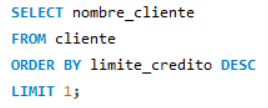 SELECT nombre_cliente
FROM cliente
ORDER BY limite_credito DESC
LIMIT 1;